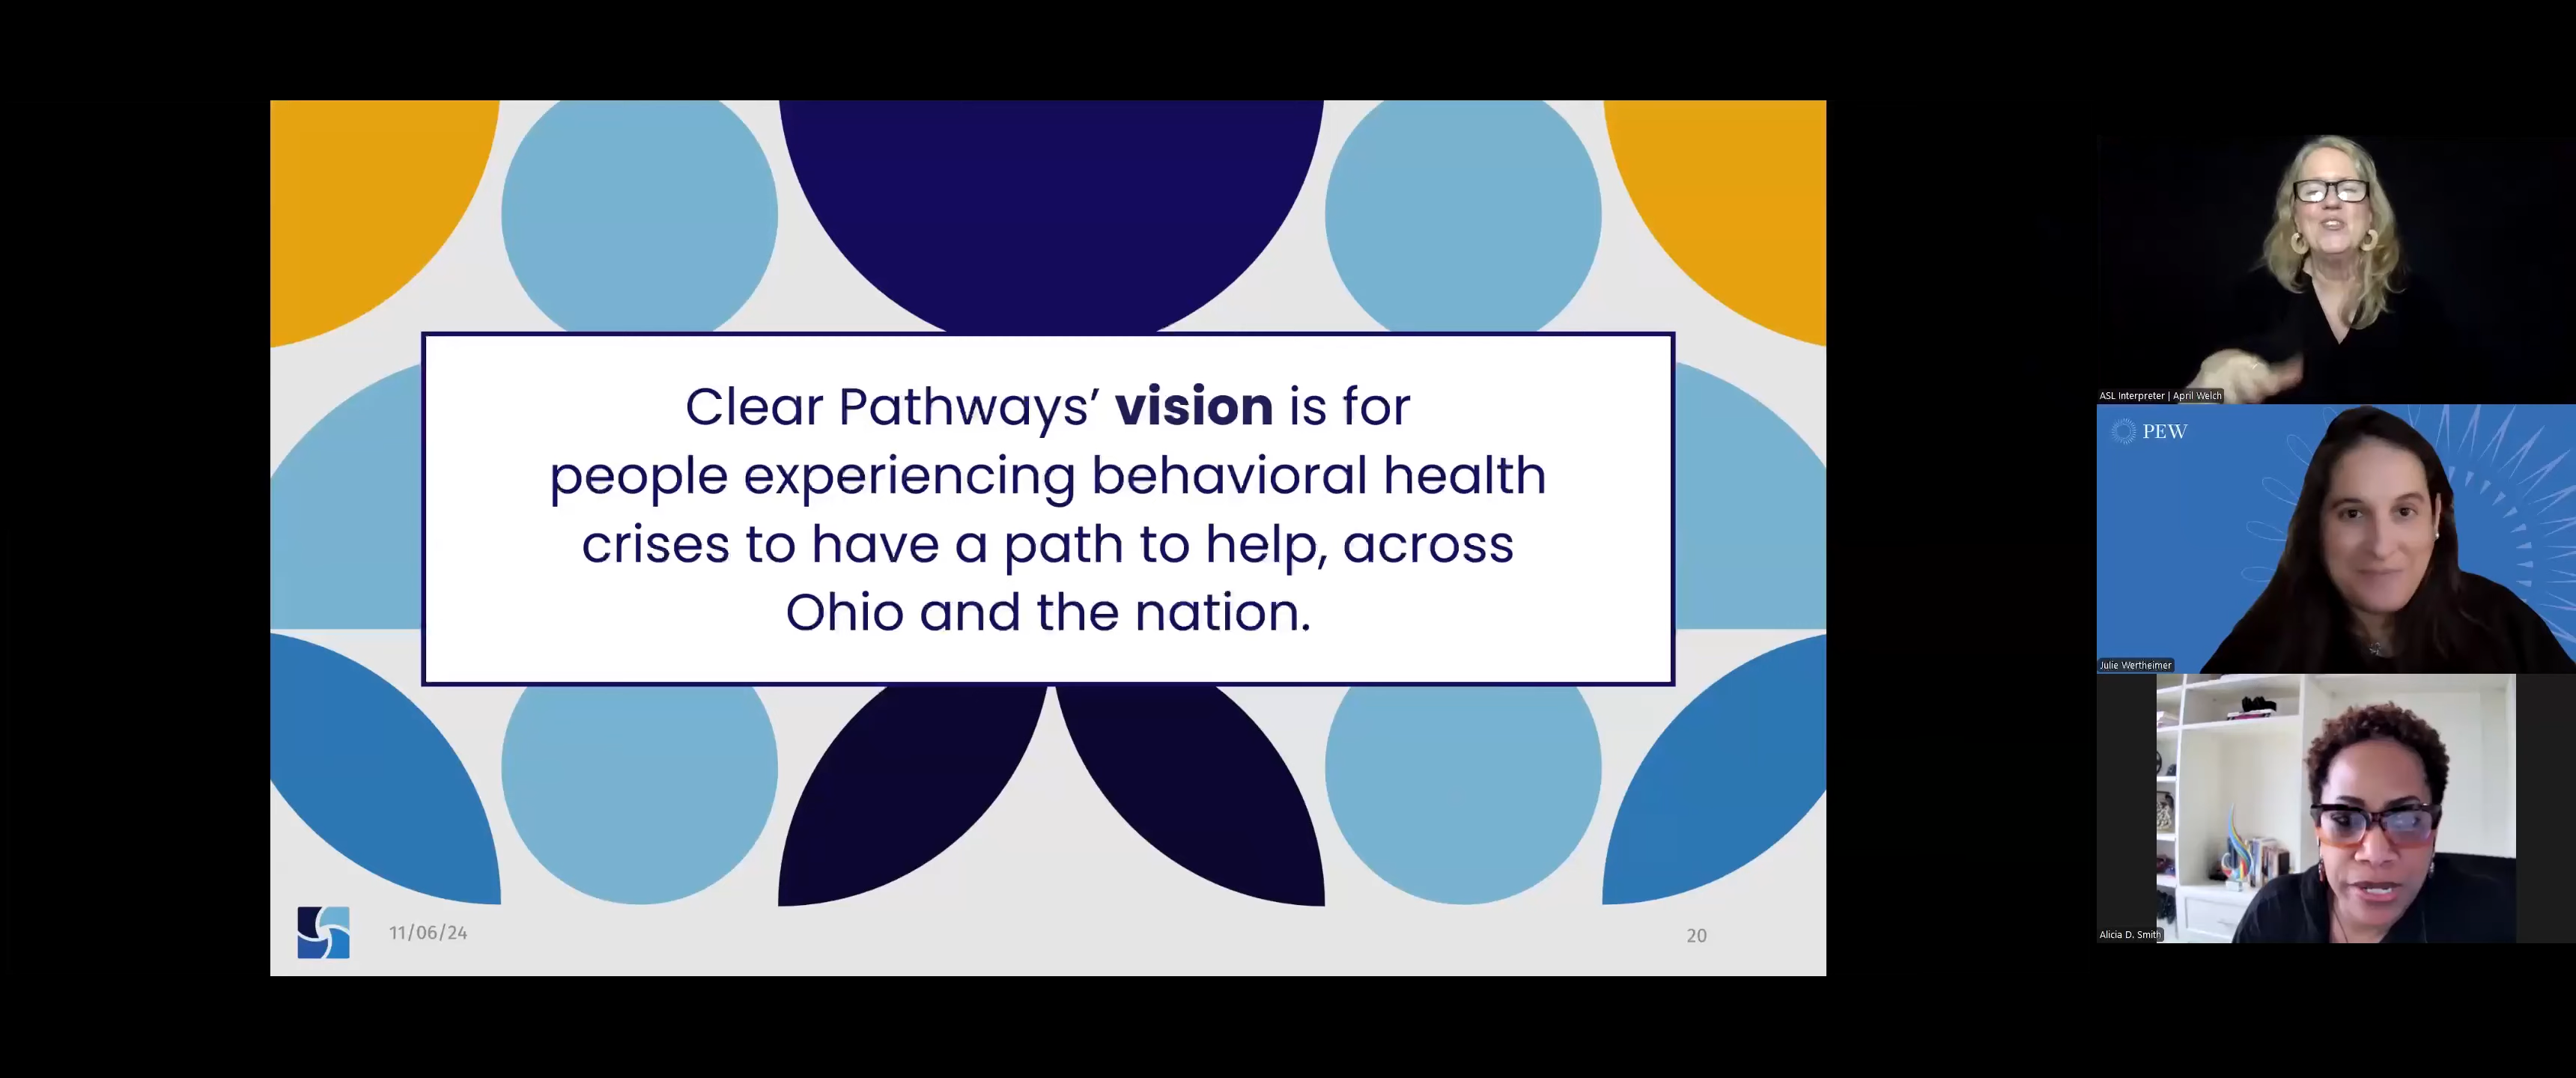 Clear Pathways’ vision is for
people experiencing behavioral health
crises to have a path to help, across
Ohio and the nation.
11/06/24
20
ASL Interpreter | April Welch
PEW
Julie Wertheimer
Alicia D. Smith